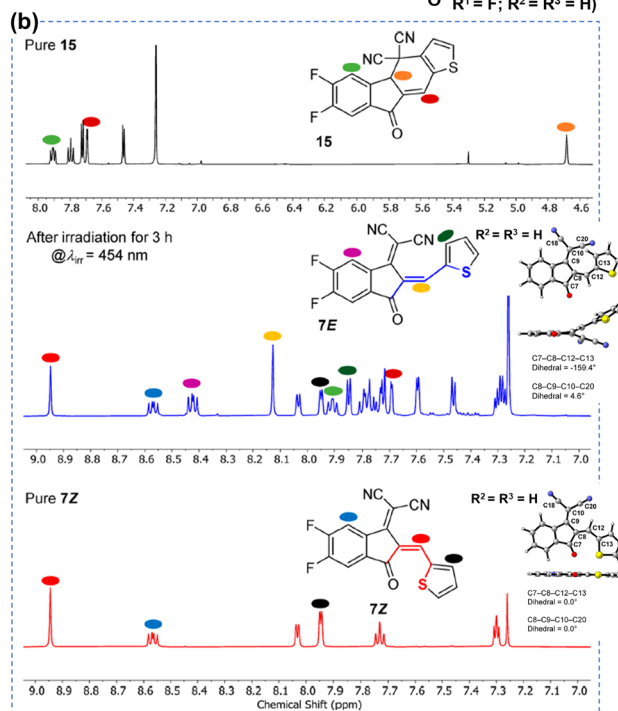 O R¹ = F; R² = R³ = H)
(b)
Pure 15
CN
CN
F
F
S
O
15
8.0 7.8 7.6 7.4 7.2 7.0 6.8 6.6 6.4 6.2 6.0 5.8 5.6 5.4 5.2 5.0 4.8 4.6
After irradiation for 3 h
@λirr = 454 nm
CN
CN
R² = R³ = H
F
F
S
O
7E
C18
C20
C10
C9
C13
C8
C7
C12
C7–C8–C12–C13
Dihedral = -159.4°
C8–C9–C10–C20
Dihedral = 4.6°
9.0 8.9 8.8 8.7 8.6 8.5 8.4 8.3 8.2 8.1 8.0 7.9 7.8 7.7 7.6 7.5 7.4 7.3 7.2 7.1 7.0
Pure 7Z
CN
CN
R² = R³ = H
F
F
O
S
7Z
C18
C20
C10
C9
C12
C8
C7
C13
C7–C8–C12–C13
Dihedral = 0.0°
C8–C9–C10–C20
Dihedral = 0.0°
9.0 8.9 8.8 8.7 8.6 8.5 8.4 8.3 8.2 8.1 8.0 7.9 7.8 7.7 7.6 7.5 7.4 7.3 7.2 7.1 7.0
Chemical Shift (ppm)